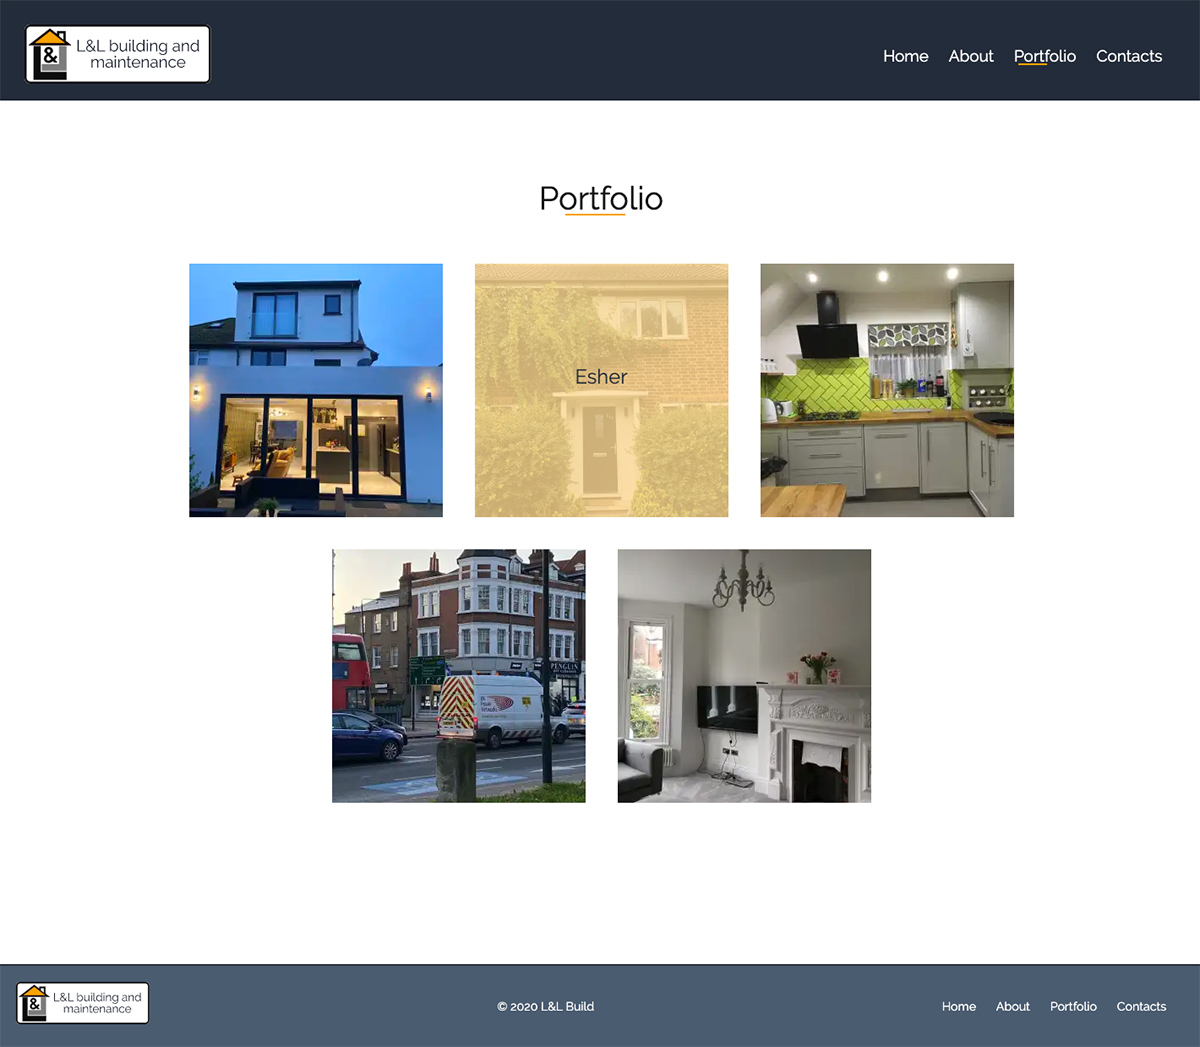 L&L building and
maintenance
&
Home About Portfolio Contacts
Portfolio
Esher
PENGUIN
L&L building and
maintenance
&
© 2020 L&L Build
Home About Portfolio Contacts